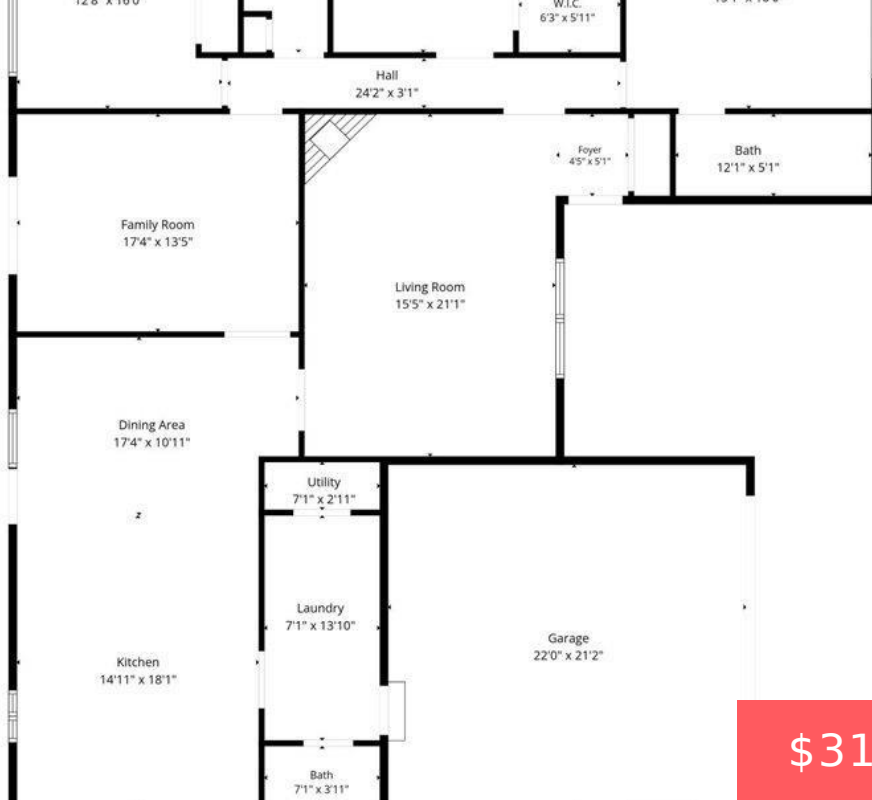 W.I.C.
6'3" x 5'11"
Hall
24'2" x 3'1"
Foyer
4'5" x 5'1"
Bath
12'1" x 5'1"
Family Room
17'4" x 13'5"
Living Room
15'5" x 21'1"
Dining Area
17'4" x 10'11"
Utility
7'1" x 2'11"
z
Laundry
7'1" x 13'10"
Garage
22'0" x 21'2"
Kitchen
14'11" x 18'1"
Bath
7'1" x 3'11"
$31